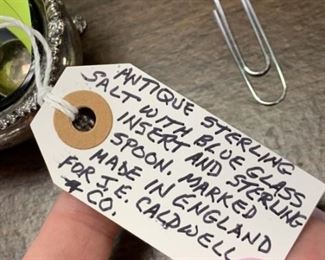 ANTIQUE STERLING
SALT WITH BLUE GLASS
INSERT AND STERLING
SPOON. MARKED
MADE IN ENGLAND
FOR J.E. CALDWELL
& CO.